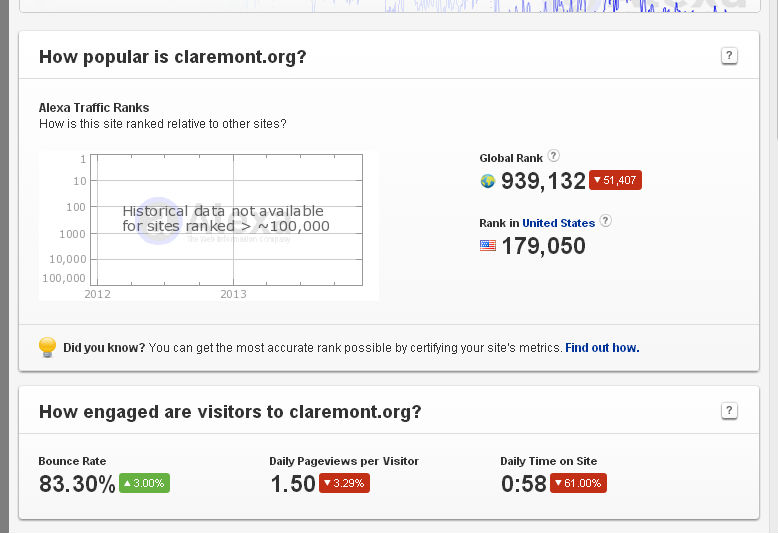 How popular is claremont.org?
?
Alexa Traffic Ranks
How is this site ranked relative to other sites?
1
10
100
1000
10,000
100,000
2012
2013
Historical data not available
for sites ranked > ~100,000
The Web Information Company
Global Rank ?
939,132 ▼ 51,407
Rank in United States ?
179,050
Did you know? You can get the most accurate rank possible by certifying your site's metrics. Find out how.
How engaged are visitors to claremont.org?
?
Bounce Rate
83.30% ▲ 3.00%
Daily Pageviews per Visitor
1.50 ▼ 3.29%
Daily Time on Site
0:58 ▼ 61.00%